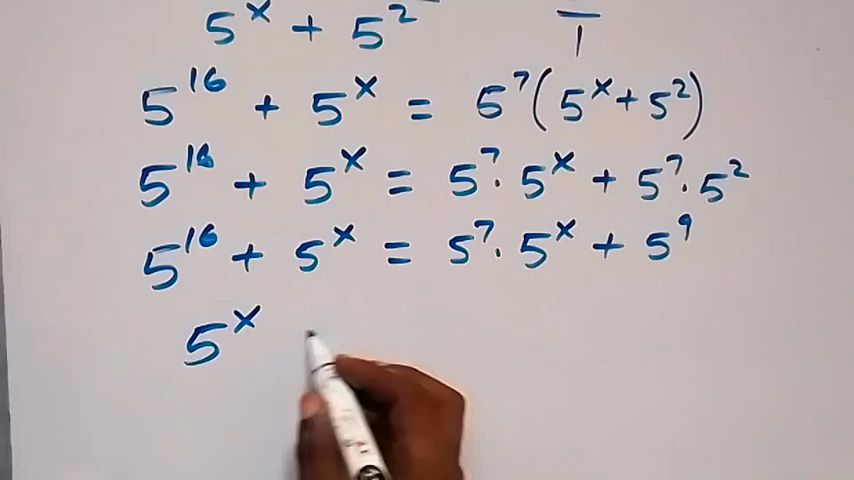 5^x + 5^2 / 1
5^16 + 5^x = 5^7(5^x + 5^2)
5^16 + 5^x = 5^7 · 5^x + 5^7 · 5^2
5^16 + 5^x = 5^7 · 5^x + 5^9
5^x